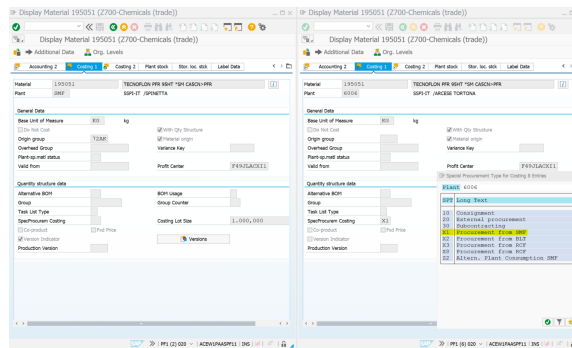 Display Material 195051 (Z700-Chemicals (trade))
Display Material 195051 (Z700-Chemicals (trade))
Additional Data Org. Levels
Accounting 2 Costing 1 Costing 2 Plant stock Stor. loc. stck Label Data
Material 195051 TECNOFLON PFR 95HT *SM CASCN>PFR
Plant SMF SSPI-IT /SPINETTA
General Data
Base Unit of Measure KG kg
Do Not Cost With Qty Structure
Origin group 72AM Material origin
Overhead Group Variance Key
Plant-sp.matl status
Valid from Profit Center F49JLACXI1
Quantity structure data
Alternative BOM BOM Usage
Group Group Counter
Task List Type
SpecProcurem Costing Costing Lot Size 1.000,000
Co-product Fxd Price
Version Indicator Versions
Production Version
PF1 (2) 020 ACEW1PAASPF11 INS
Display Material 195051 (Z700-Chemicals (trade))
Display Material 195051 (Z700-Chemicals (trade))
Additional Data Org. Levels
Accounting 2 Costing 1 Costing 2 Plant stock Stor. loc. stck Label Data
Material 195051 TECNOFLON PFR 95HT *SM CASCN>PFR
Plant 6006 SSPI-IT /ARCESE TORTONA
General Data
Base Unit of Measure KG kg
Do Not Cost With Qty Structure
Origin group Material origin
Overhead Group Variance Key
Plant-sp.matl status
Valid from Profit Center F49JLACXI1
Quantity structure data
Alternative BOM
Group
Task List Type
SpecProcurem Costing X1
Co-product Fxd Price
Version Indicator
Production Version
Special Procurement Type for Costing 8 Entries
Plant 6006
SPT Long Text
10 Consignment
20 External procurement
30 Subcontracting
X1 Procurement from SMF
X2 Procurement from BLT
X3 Procurement from RCF
Procurement from RCF
Z2 Altern. Plant Consumption SMF
PF1 (6) 020 ACEW1PAASPF11 INS